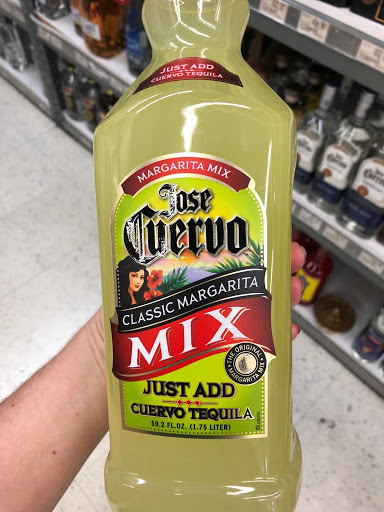 JUST ADD
CUERVO TEQUILA
MARGARITA MIX
Jose
Cuervo
CLASSIC MARGARITA
MIX
THE ORIGINAL
MARGARITA MIX
JUST ADD
CUERVO TEQUILA
59.2 FL.OZ. (1.75 LITER)